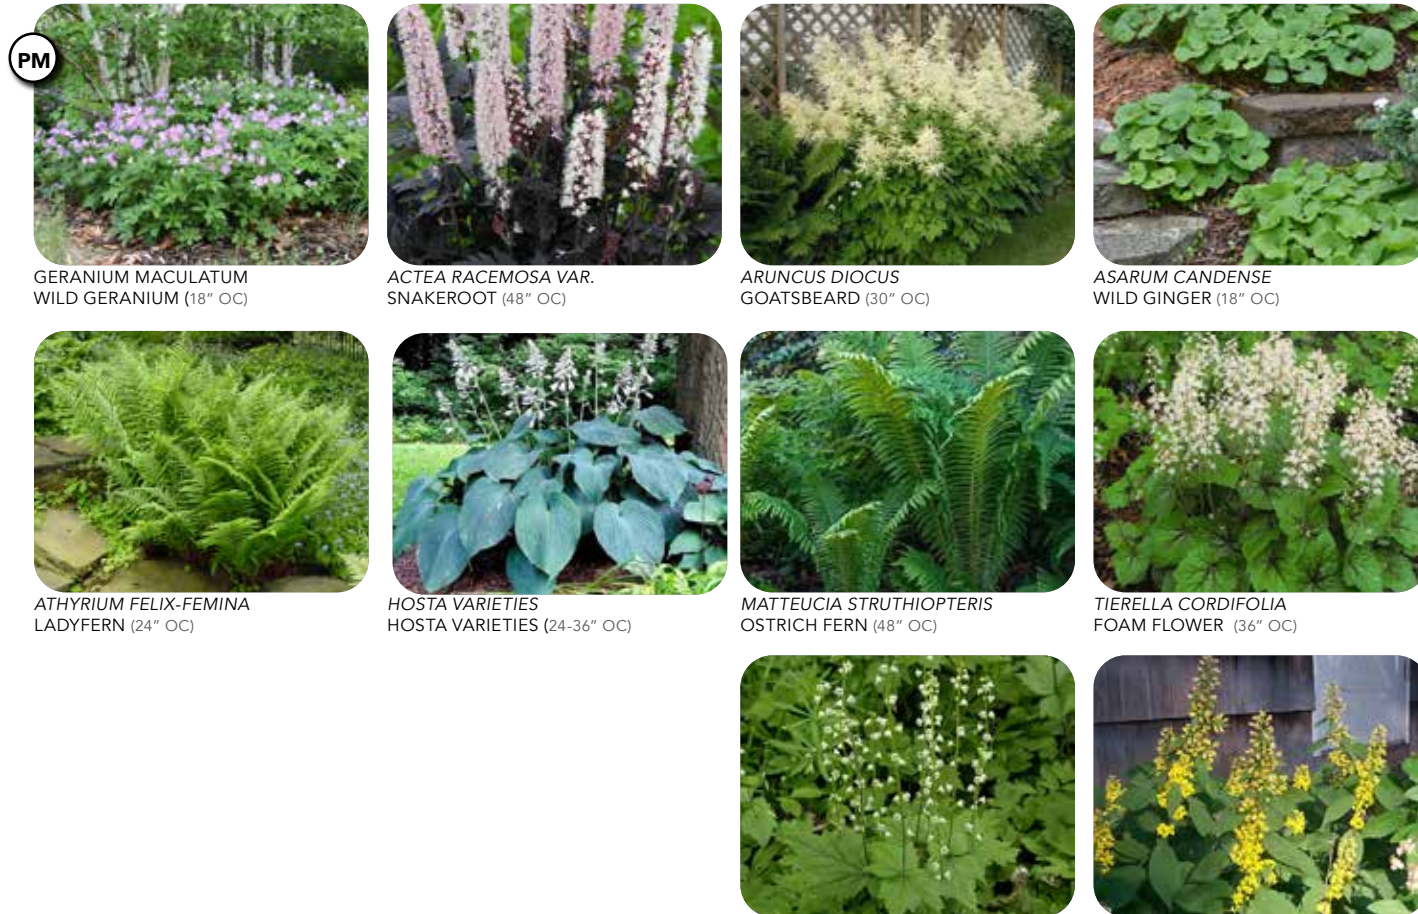 PM
GERANIUM MACULATUM
WILD GERANIUM (18” OC)
ACTEA RACEMOSA VAR.
SNAKEROOT (48” OC)
ARUNCUS DIOCUS
GOATSBEARD (30” OC)
ASARUM CANDENSE
WILD GINGER (18” OC)
ATHYRIUM FELIX-FEMINA
LADYFERN (24” OC)
HOSTA VARIETIES
HOSTA VARIETIES (24-36” OC)
MATTEUCIA STRUTHIOPTERIS
OSTRICH FERN (48” OC)
TIERELLA CORDIFOLIA
FOAM FLOWER (36” OC)